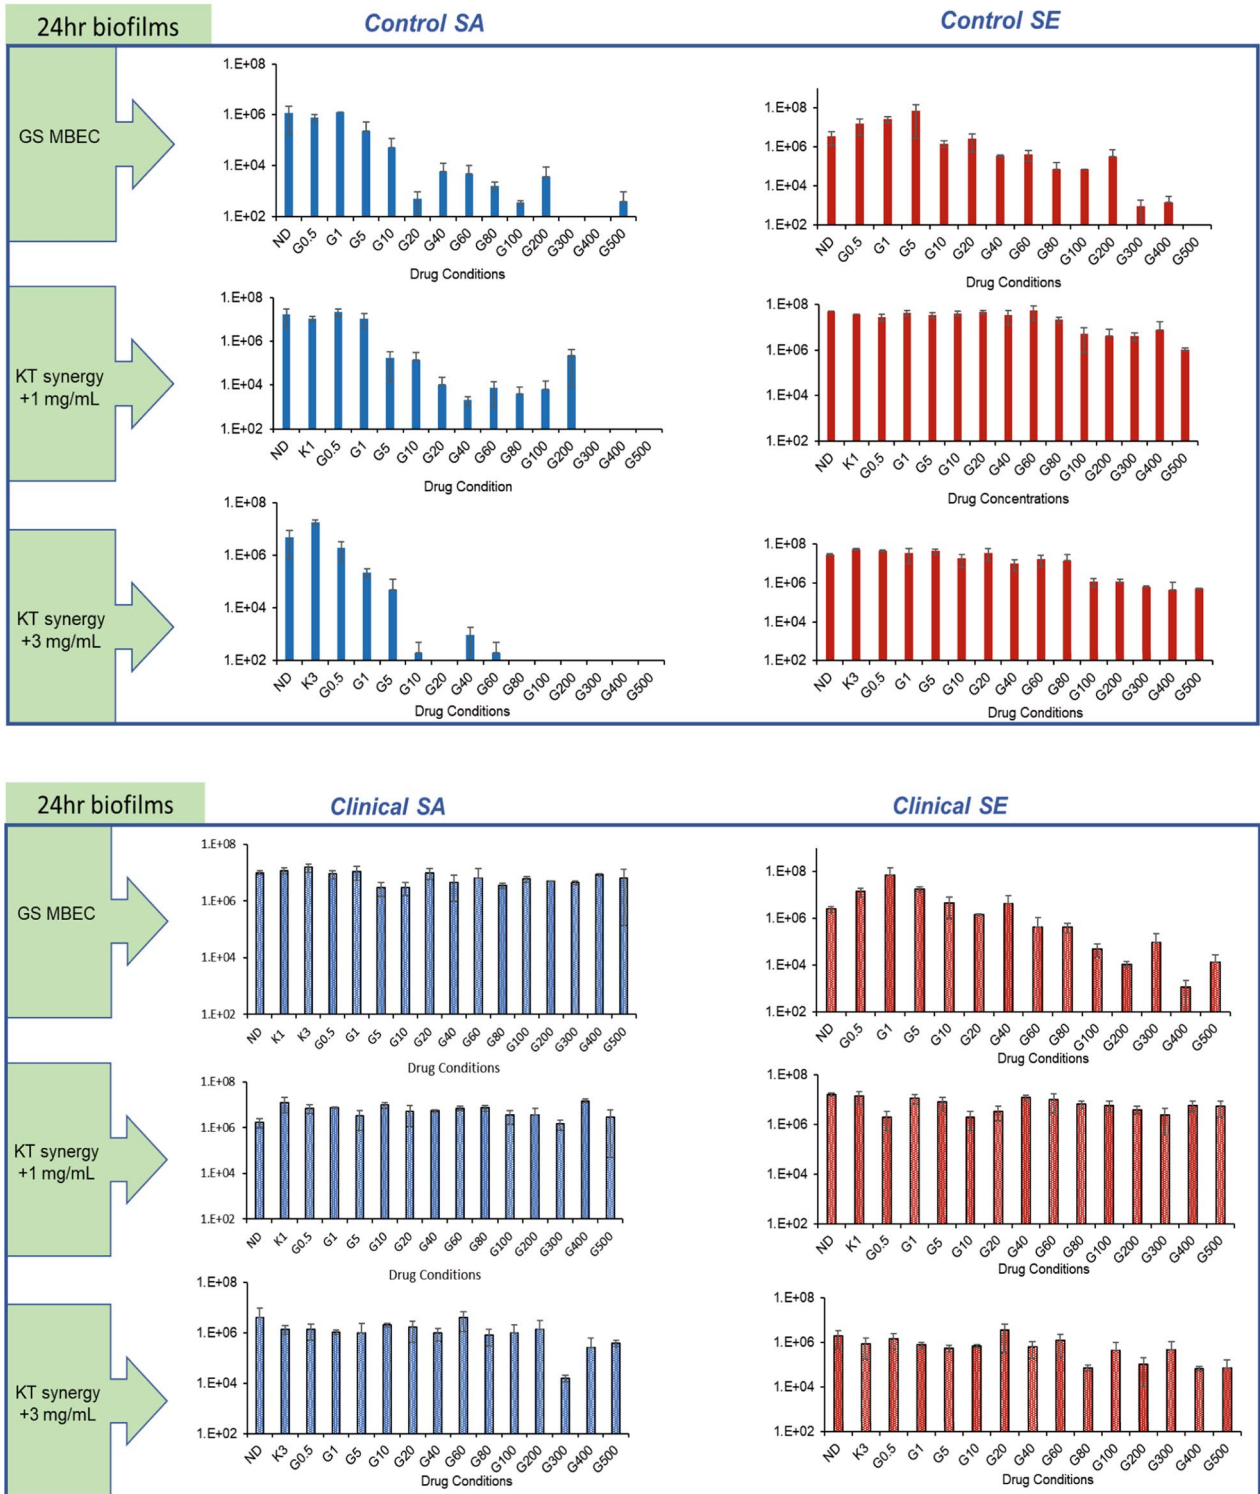 24hr biofilms
Control SA
Control SE
GS MBEC
1.E+08
1.E+06
1.E+04
1.E+02
ND G0.5 G1 G5 G10 G20 G40 G60 G80 G100 G200 G300 G400 G500
Drug Conditions
1.E+08
1.E+06
1.E+04
1.E+02
ND G0.5 G1 G5 G10 G20 G40 G60 G80 G100 G200 G300 G400 G500
Drug Conditions
KT synergy
+1 mg/mL
1.E+08
1.E+06
1.E+04
1.E+02
ND K1 G0.5 G1 G5 G10 G20 G40 G60 G80 G100 G200 G300 G400 G500
Drug Condition
1.E+08
1.E+06
1.E+04
1.E+02
ND K1 G0.5 G1 G5 G10 G20 G40 G60 G80 G100 G200 G300 G400 G500
Drug Concentrations
KT synergy
+3 mg/mL
1.E+08
1.E+06
1.E+04
1.E+02
ND K3 G0.5 G1 G5 G10 G20 G40 G60 G80 G100 G200 G300 G400 G500
Drug Conditions
1.E+08
1.E+06
1.E+04
1.E+02
ND K3 G0.5 G1 G5 G10 G20 G40 G60 G80 G100 G200 G300 G400 G500
Drug Conditions
24hr biofilms
Clinical SA
Clinical SE
GS MBEC
1.E+08
1.E+06
1.E+04
1.E+02
ND K1 K3 G0.5 G1 G5 G10 G20 G40 G60 G80 G100 G200 G300 G400 G500
Drug Conditions
1.E+08
1.E+06
1.E+04
1.E+02
ND G0.5 G1 G5 G10 G20 G40 G60 G80 G100 G200 G300 G400 G500
Drug Conditions
KT synergy
+1 mg/mL
1.E+08
1.E+06
1.E+04
1.E+02
ND K1 G0.5 G1 G5 G10 G20 G40 G60 G80 G100 G200 G300 G400 G500
Drug Conditions
1.E+08
1.E+06
1.E+04
1.E+02
ND K1 G0.5 G1 G5 G10 G20 G40 G60 G80 G100 G200 G300 G400 G500
Drug Conditions
KT synergy
+3 mg/mL
1.E+08
1.E+06
1.E+04
1.E+02
ND K3 G0.5 G1 G5 G10 G20 G40 G60 G80 G100 G200 G300 G400 G500
Drug Conditions
1.E+08
1.E+06
1.E+04
1.E+02
ND K3 G0.5 G1 G5 G10 G20 G40 G60 G80 G100 G200 G300 G400 G500
Drug Conditions